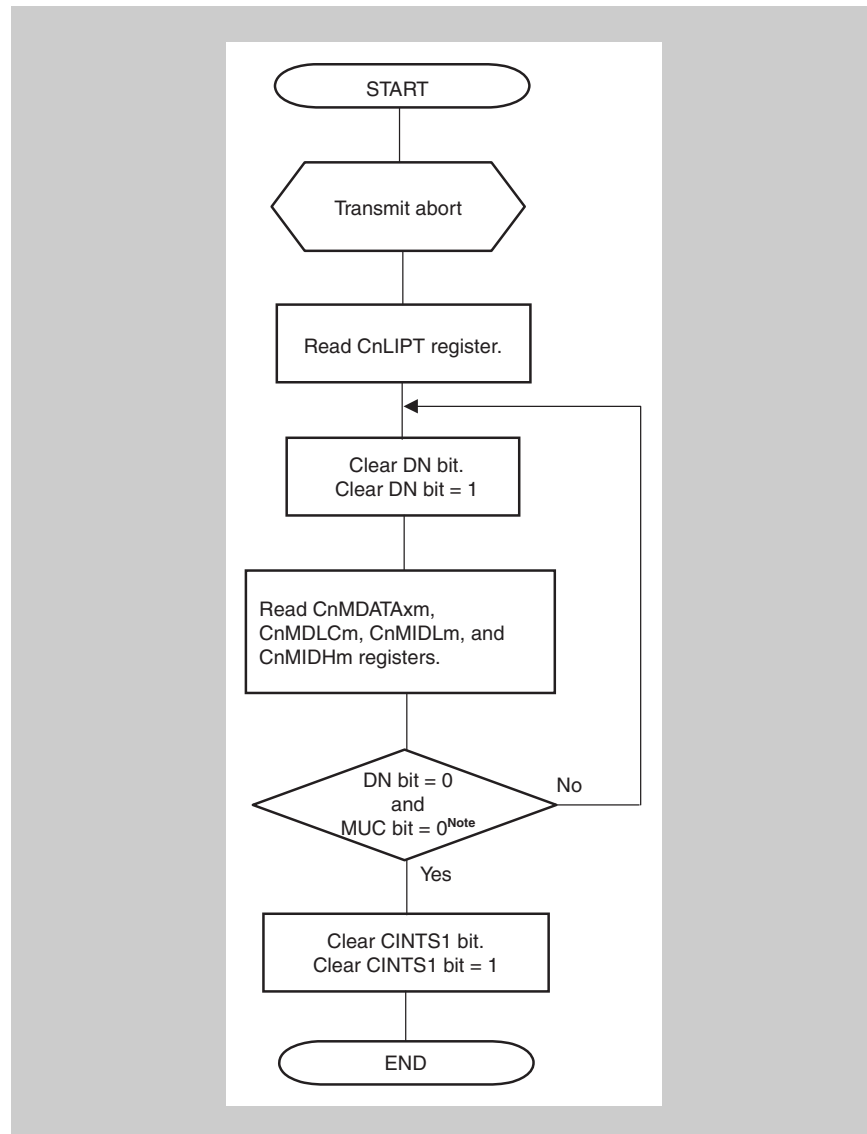 START
Transmit abort
Read CnLIPT register.
Clear DN bit.
Clear DN bit = 1
Read CnMDATAxm,
CnMDLCm, CnMIDLm, and
CnMIDHm registers.
DN bit = 0
and
MUC bit = 0Note
No
Yes
Clear CINTS1 bit.
Clear CINTS1 bit = 1
END